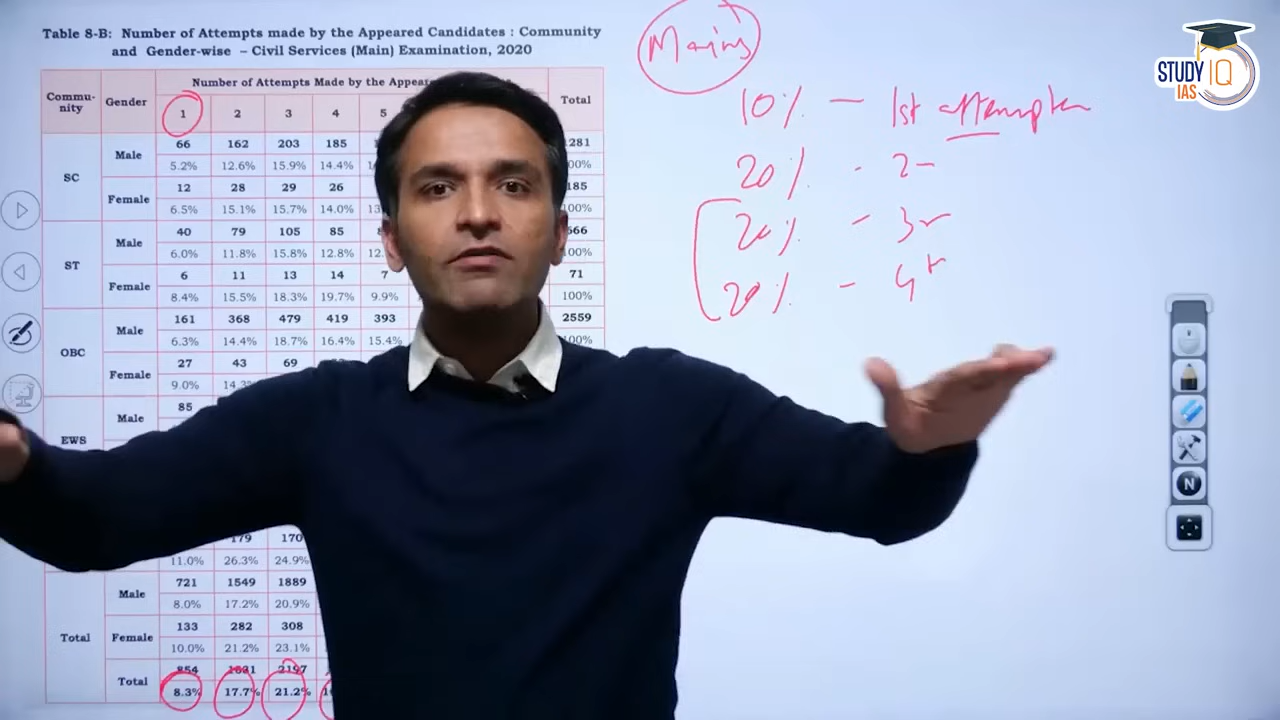 Table 8-B: Number of Attempts made by the Appeared Candidates : Community
and Gender-wise – Civil Services (Main) Examination, 2020
Commu-
nity
Gender
Number of Attempts Made by the
Total
1 2 3 4 5
SC
Male
66 162 203 185
5.2% 12.6% 15.9% 14.4%
Female
12 28 29 26
6.5% 15.1% 15.7% 14.0%
ST
Male
40 79 105 85
6.0% 11.8% 15.8% 12.8%
Female
6 11 13 14 7 71
8.4% 15.5% 18.3% 19.7% 9.9% 100%
OBC
Male
161 368 479 419 393 2559
6.3% 14.4% 18.7% 16.4% 15.4%
Female
27 43 69
9.0%
EWS
Male
85
179 170
11.0% 26.3% 24.9%
Total
Male
721 1549 1889
8.0% 17.2% 20.9%
Female
133 282 308
10.0% 21.2% 23.1%
Total
854 2197
8.3% 17.7% 21.2%
Mains
10% — 1st attempter
20% - 2
20% - 3r
20% - 4
STUDY IQ
IAS
N